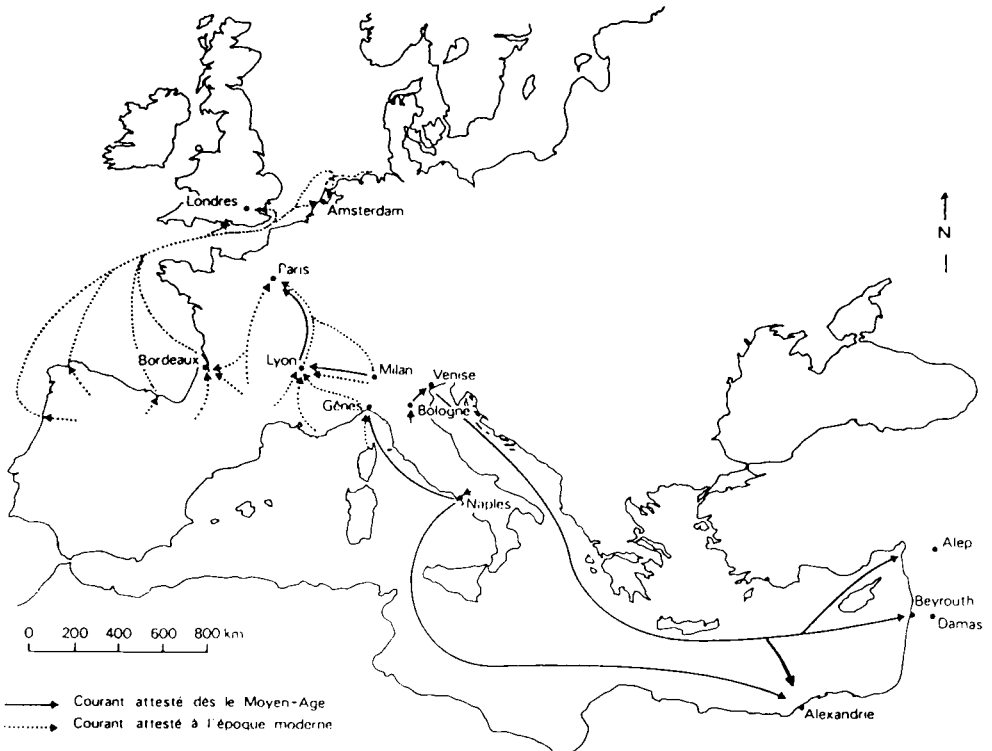 Londres
Amsterdam
N
Paris
Bordeaux
Lyon
Milan
Venise
Gênes
Bologne
Naples
Alep
Beyrouth
Damas
0 200 400 600 800 km
Courant attesté dès le Moyen-Age
Courant attesté à l'époque moderne
Alexandrie